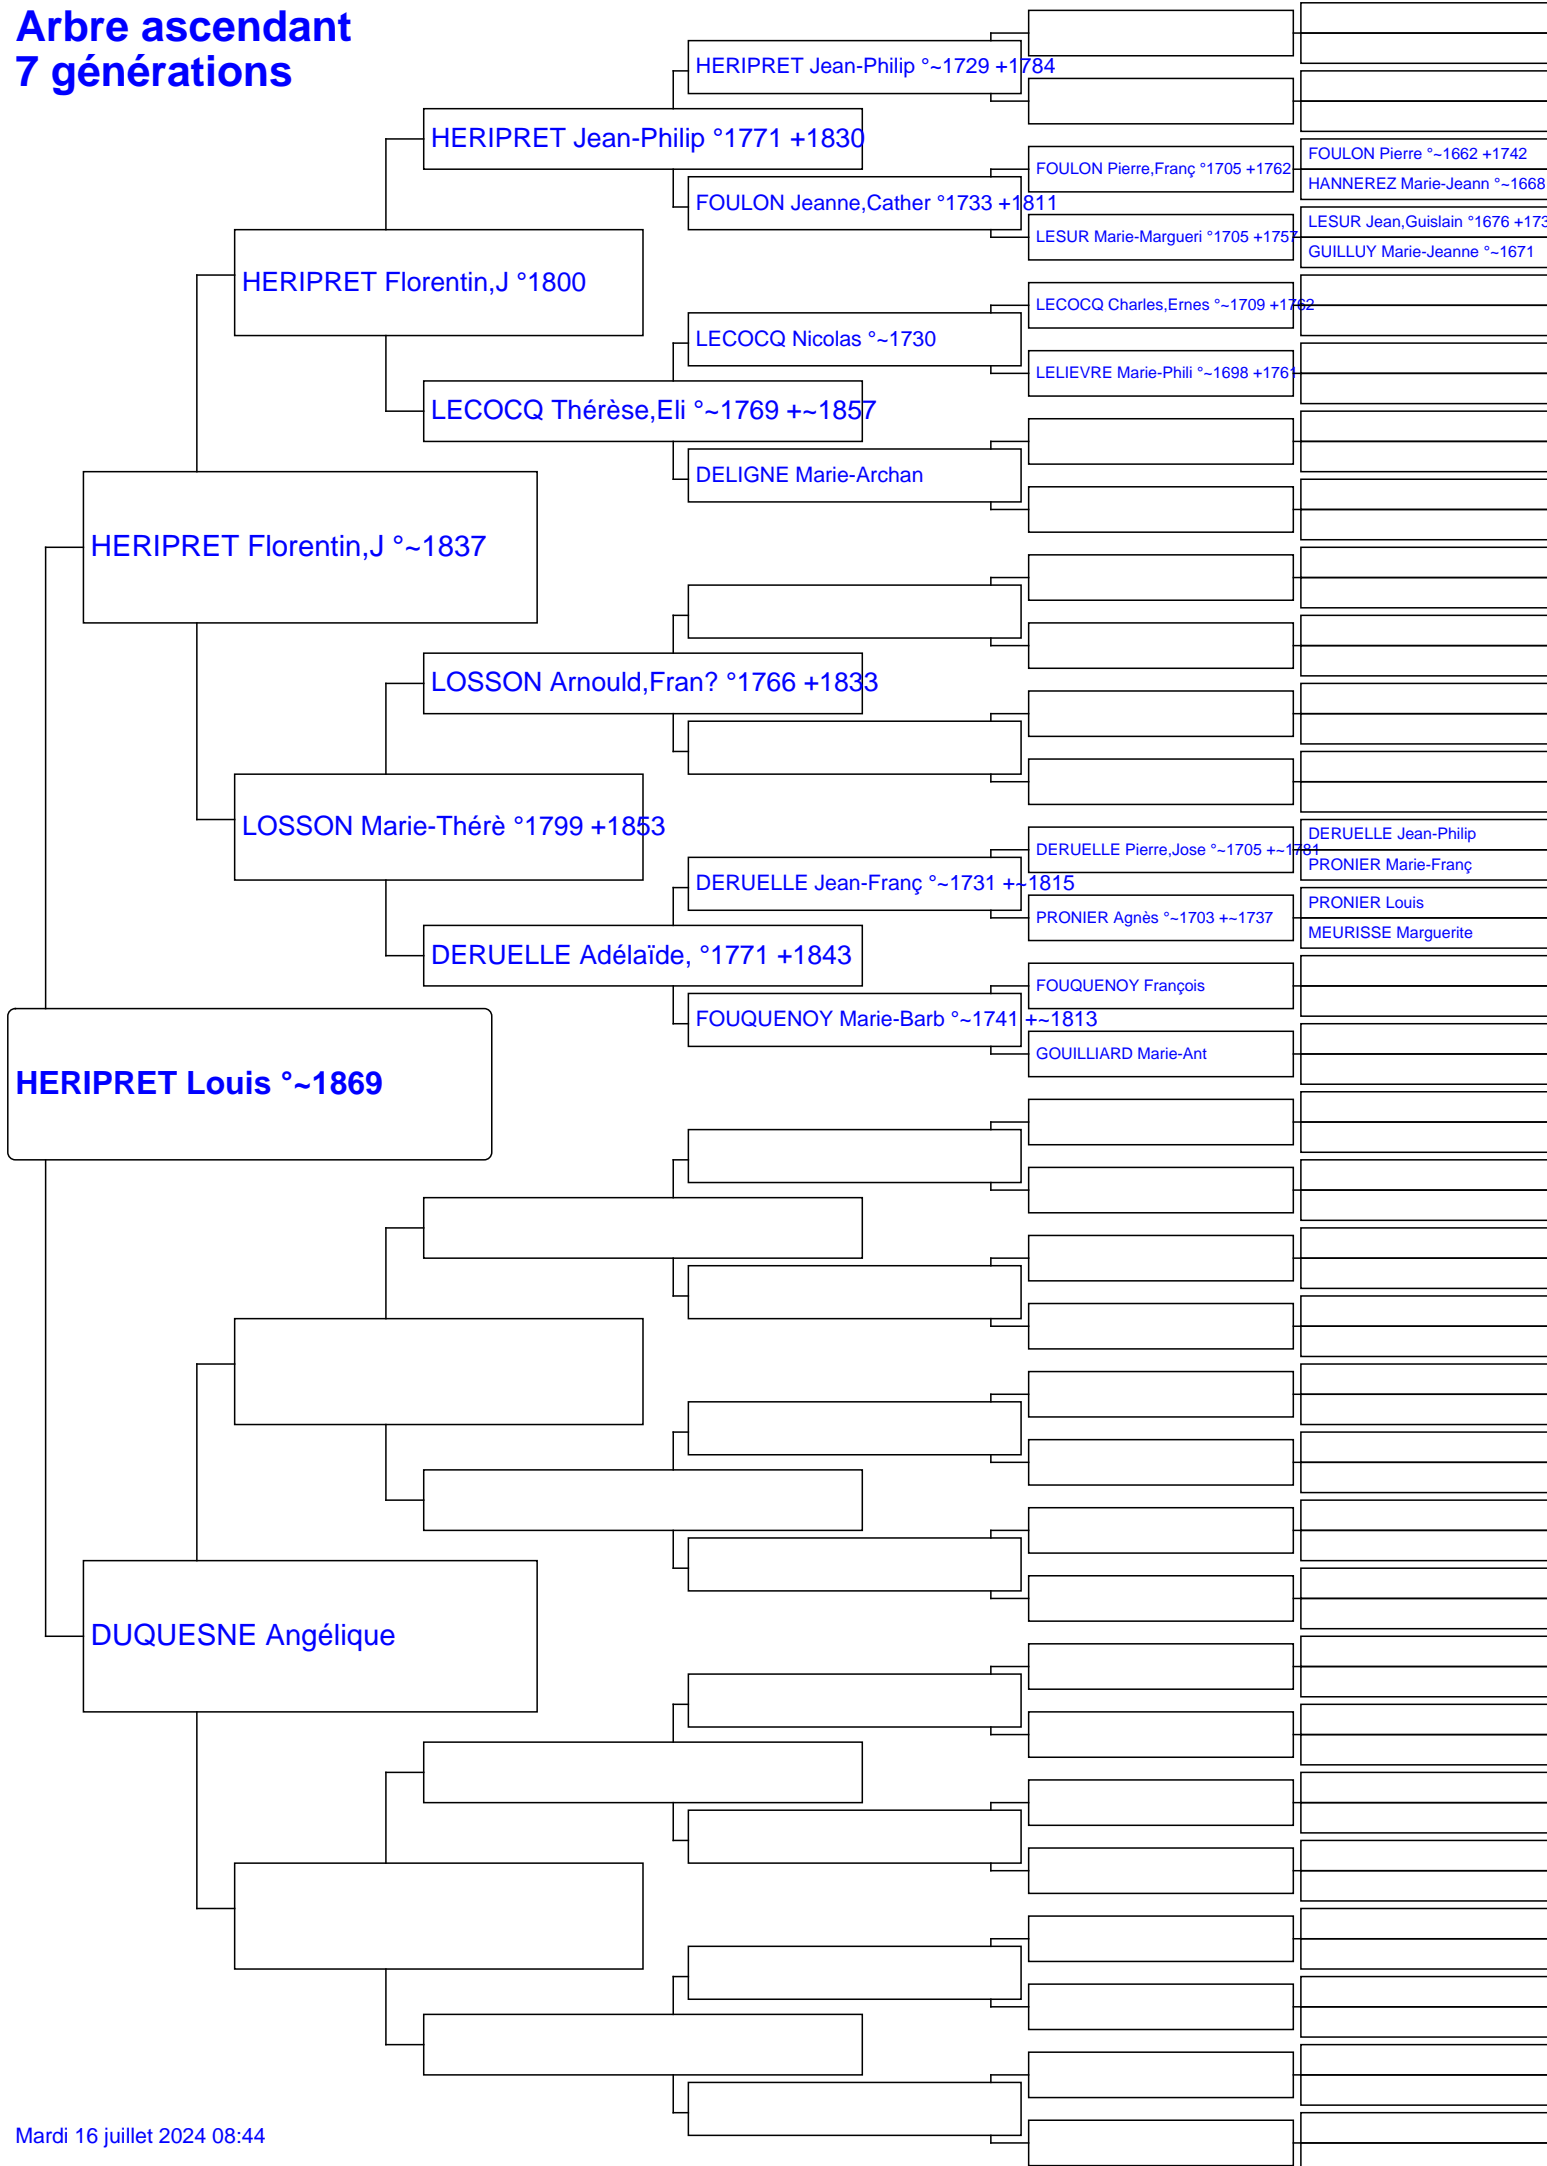 Arbre ascendant
7 générations
HERIPRET Jean-Philip °~1729 +1784
HERIPRET Jean-Philip °1771 +1830
FOULON Pierre,Franç °1705 +1762
FOULON Pierre °~1662 +1742
HANNEREZ Marie-Jeann °~1668
FOULON Jeanne,Cather °1733 +1811
LESUR Marie-Margueri °1705 +1757
LESUR Jean,Guislain °1676 +173
GUILLUY Marie-Jeanne °~1671
HERIPRET Florentin,J °1800
LECOCQ Charles,Ernes °~1709 +1762
LECOCQ Nicolas °~1730
LELIEVRE Marie-Phili °~1698 +1761
LECOCQ Thérèse,Eli °~1769 +~1857
DELIGNE Marie-Archan
HERIPRET Florentin,J °~1837
LOSSON Arnould,Fran? °1766 +1833
LOSSON Marie-Thérè °1799 +1853
DERUELLE Pierre,Jose °~1705 +~1781
DERUELLE Jean-Philip
PRONIER Marie-Franç
DERUELLE Jean-Franç °~1731 +~1815
PRONIER Agnès °~1703 +~1737
PRONIER Louis
MEURISSE Marguerite
DERUELLE Adélaïde, °1771 +1843
FOUQUENOY François
FOUQUENOY Marie-Barb °~1741 +~1813
GOUILLIARD Marie-Ant
HERIPRET Louis °~1869
DUQUESNE Angélique
Mardi 16 juillet 2024 08:44